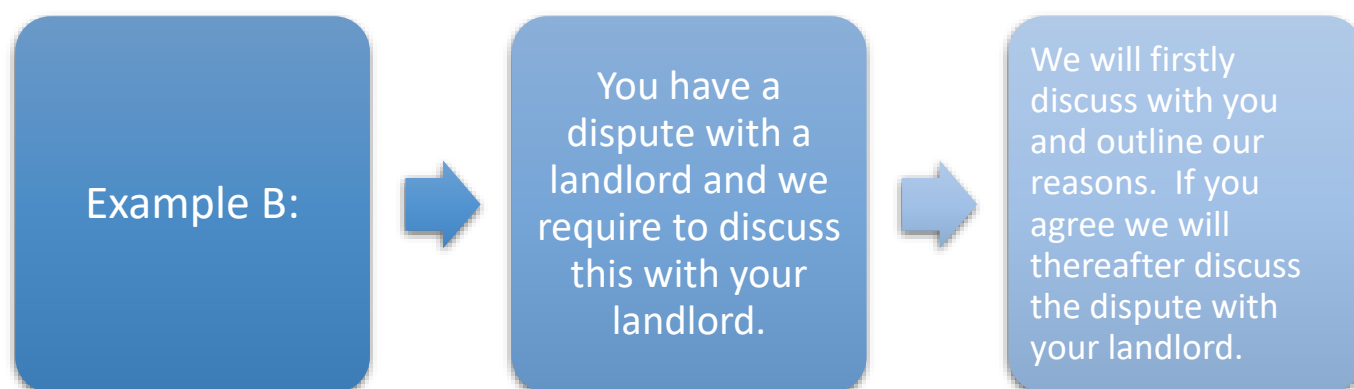 Example B:
You have a
dispute with a
landlord and we
require to discuss
this with your
landlord.
We will firstly
discuss with you
and outline our
reasons.  If you
agree we will
thereafter discuss
the dispute with
your landlord.